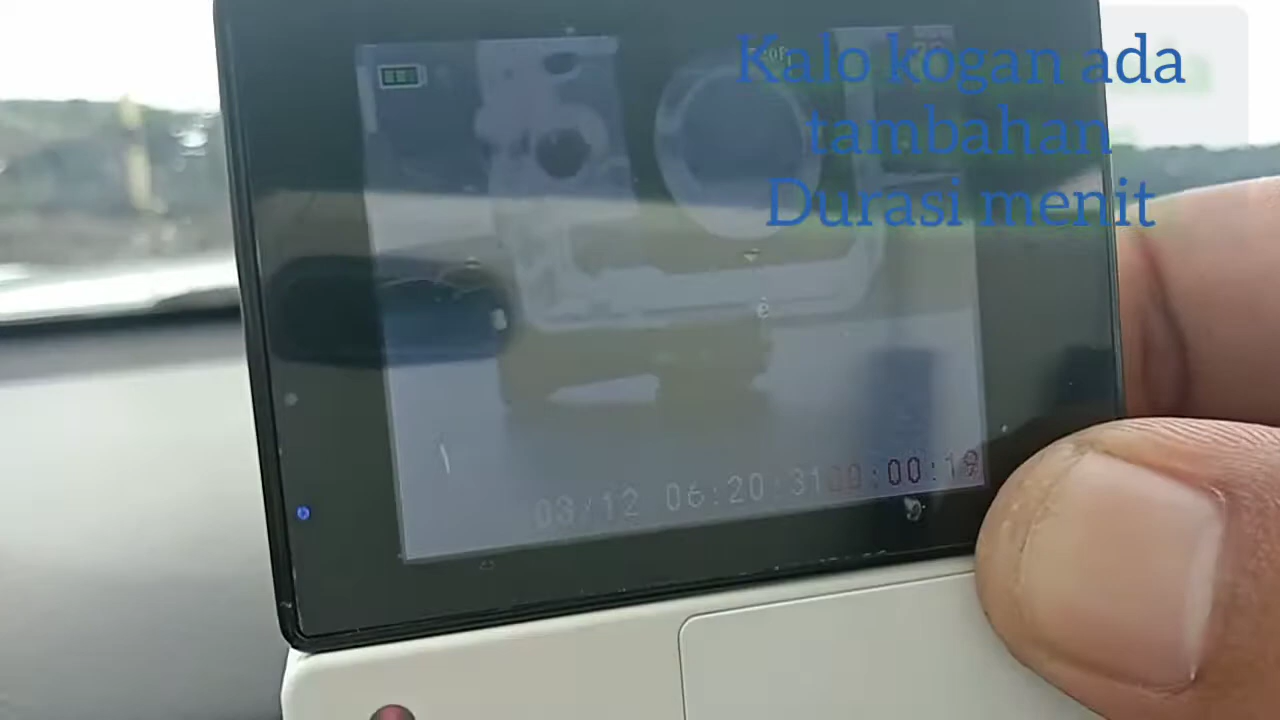 Kalo kogan ada
tambahan
Durasi menit
03/12 06:20:31 00:00:19